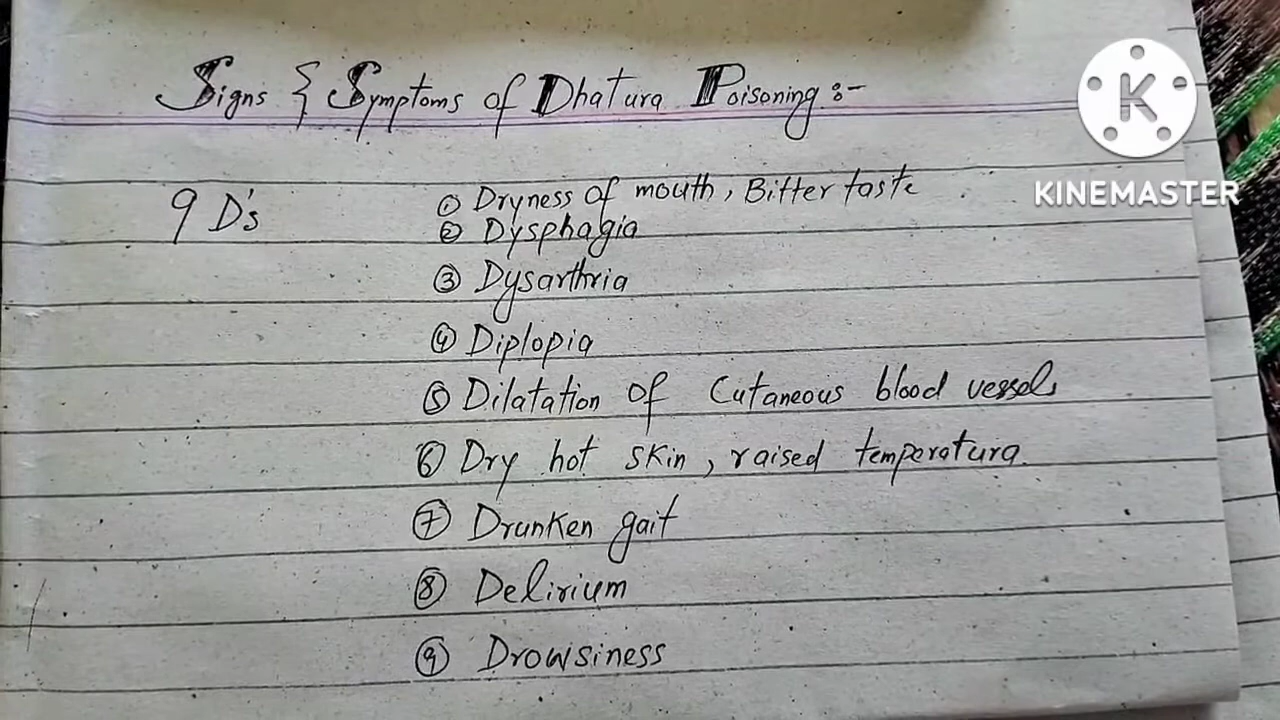 Signs & Symptoms of Dhatura Poisoning :-
K
KINEMASTER
9 D's
① Dryness of mouth, Bitter taste
② Dysphagia
③ Dysarthria
④ Diplopia
⑤ Dilatation of Cutaneous blood vessels
⑥ Dry hot skin, raised temperatura
⑦ Drunken gait
⑧ Delirium
⑨ Drowsiness